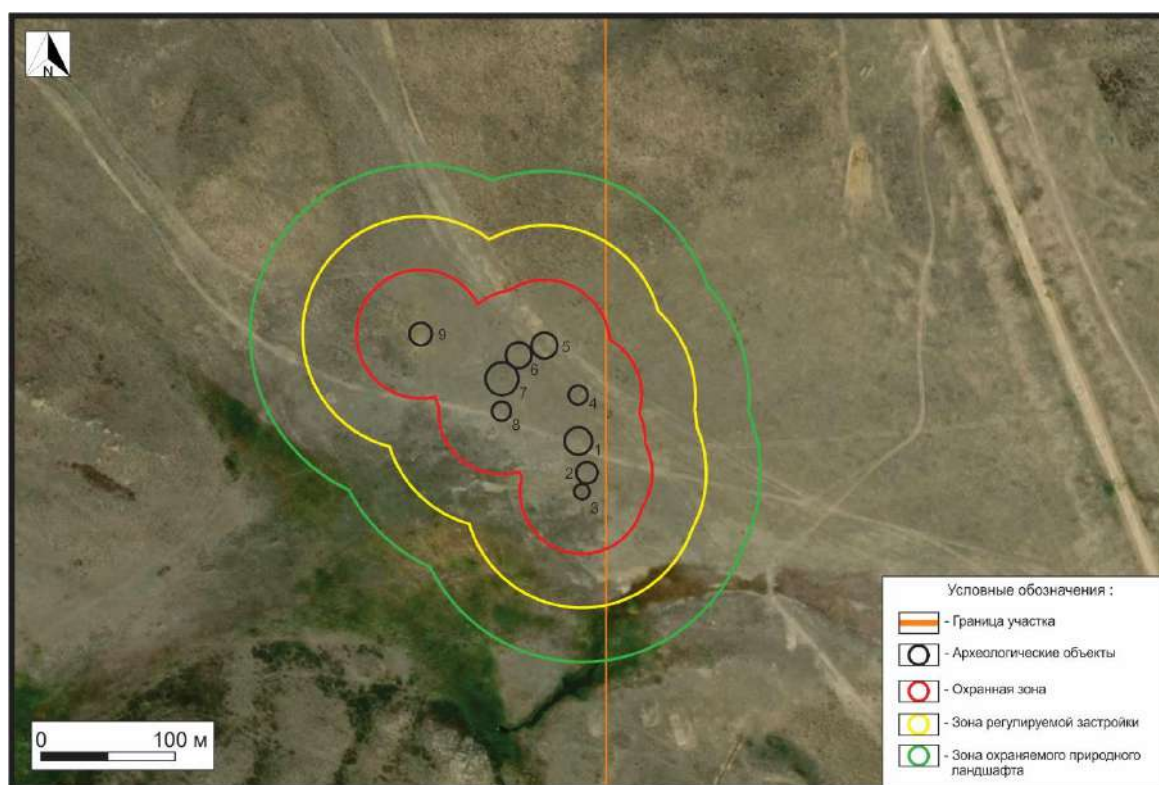 N
9
5
6
7
4
8
1
2
3
Условные обозначения :
- Граница участка
- Археологические объекты
- Охранная зона
- Зона регулируемой застройки
- Зона охраняемого природного
ландшафта
0 100 м